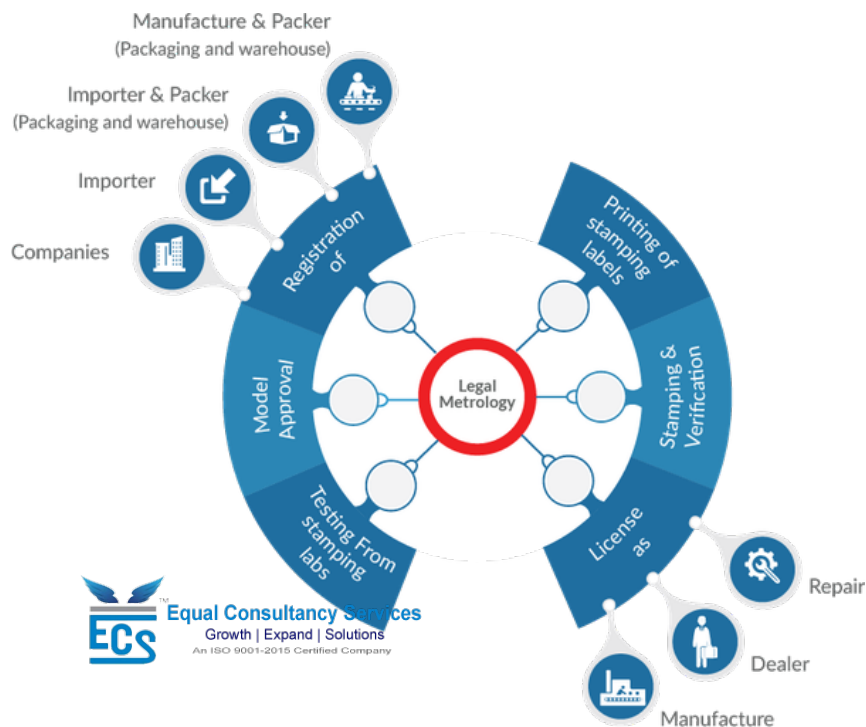 Manufacture & Packer
(Packaging and warehouse)
Importer & Packer
(Packaging and warehouse)
Importer
Companies
Registration
of
Model
Approval
Testing From
stamping
labs
Legal
Metrology
Printing of
stamping
labels
Stamping &
Verification
License
as
Repair
Dealer
Manufacture
ECS
TM
Equal Consultancy Services
Growth | Expand | Solutions
An ISO 9001-2015 Certified Company